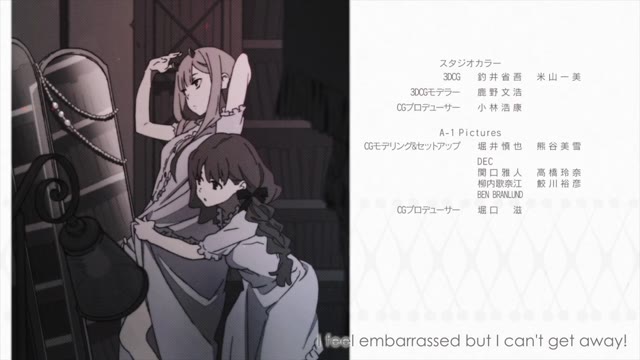 スタジオカラー
3DCG 釣井省吾 米山一美
3DCGモデラー 鹿野文浩
CGプロデューサー 小林浩康
A-1 Pictures
CGモデリング&セットアップ 堀井慎也 熊谷美雪
DEC
関口雅人 高橋玲奈
柳内歌奈江 鮫川裕彦
BEN BRANLUND
CGプロデューサー 堀口 滋
I feel embarrassed but I can't get away!